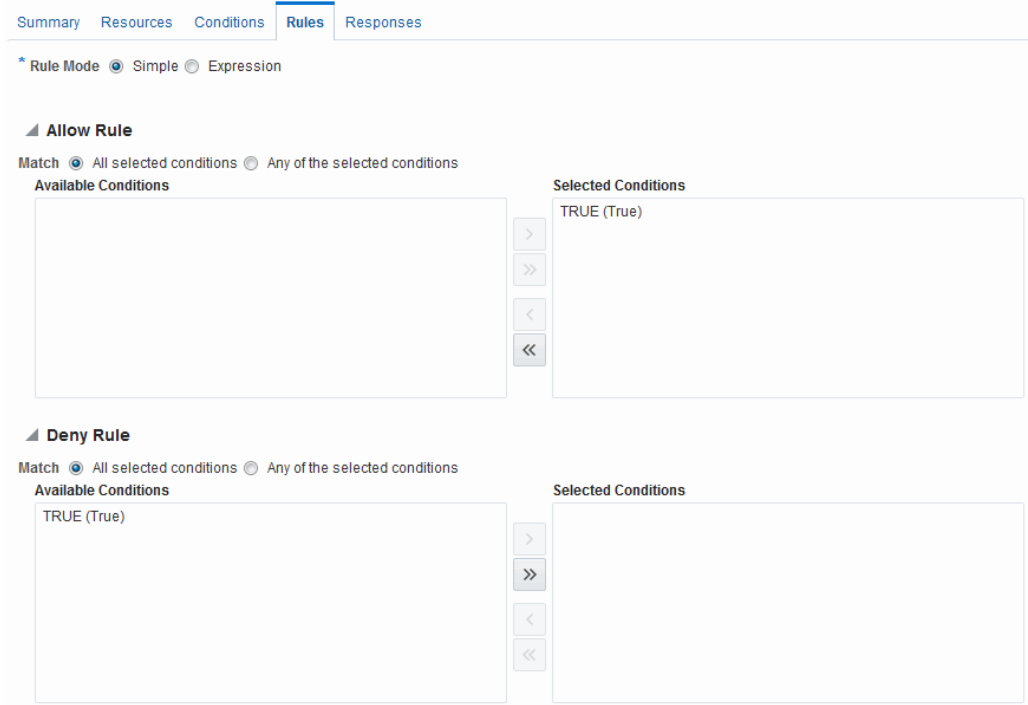 Summary Resources Conditions Rules Responses
* Rule Mode Simple Expression
Allow Rule
Match All selected conditions Any of the selected conditions
Available Conditions Selected Conditions
TRUE (True)
Deny Rule
Match All selected conditions Any of the selected conditions
Available Conditions Selected Conditions
TRUE (True)